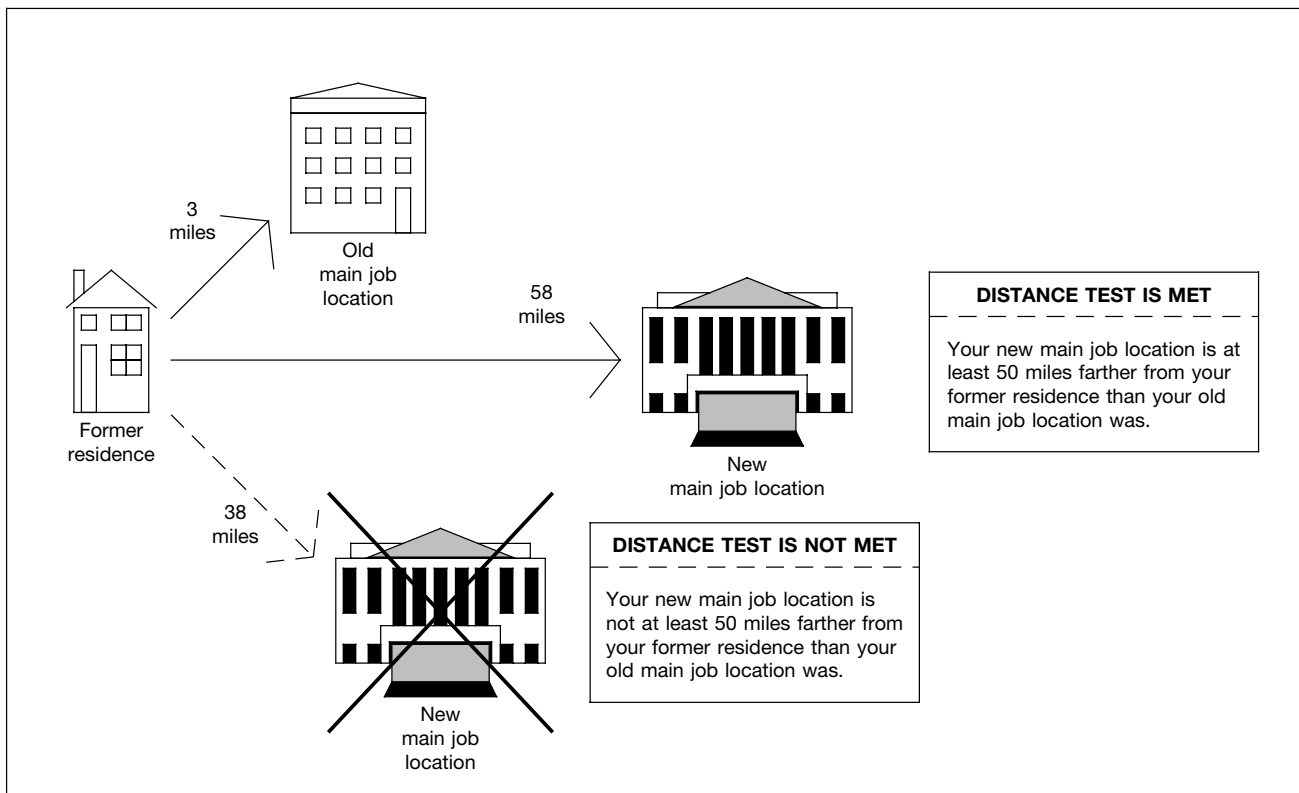 3
miles
Old
main job
location
58
miles
Former
residence
New
main job location
DISTANCE TEST IS MET
Your new main job location is at
least 50 miles farther from your
former residence than your old
main job location was.
38
miles
New
main job
location
DISTANCE TEST IS NOT MET
Your new main job location is
not at least 50 miles farther from
your former residence than your
old main job location was.